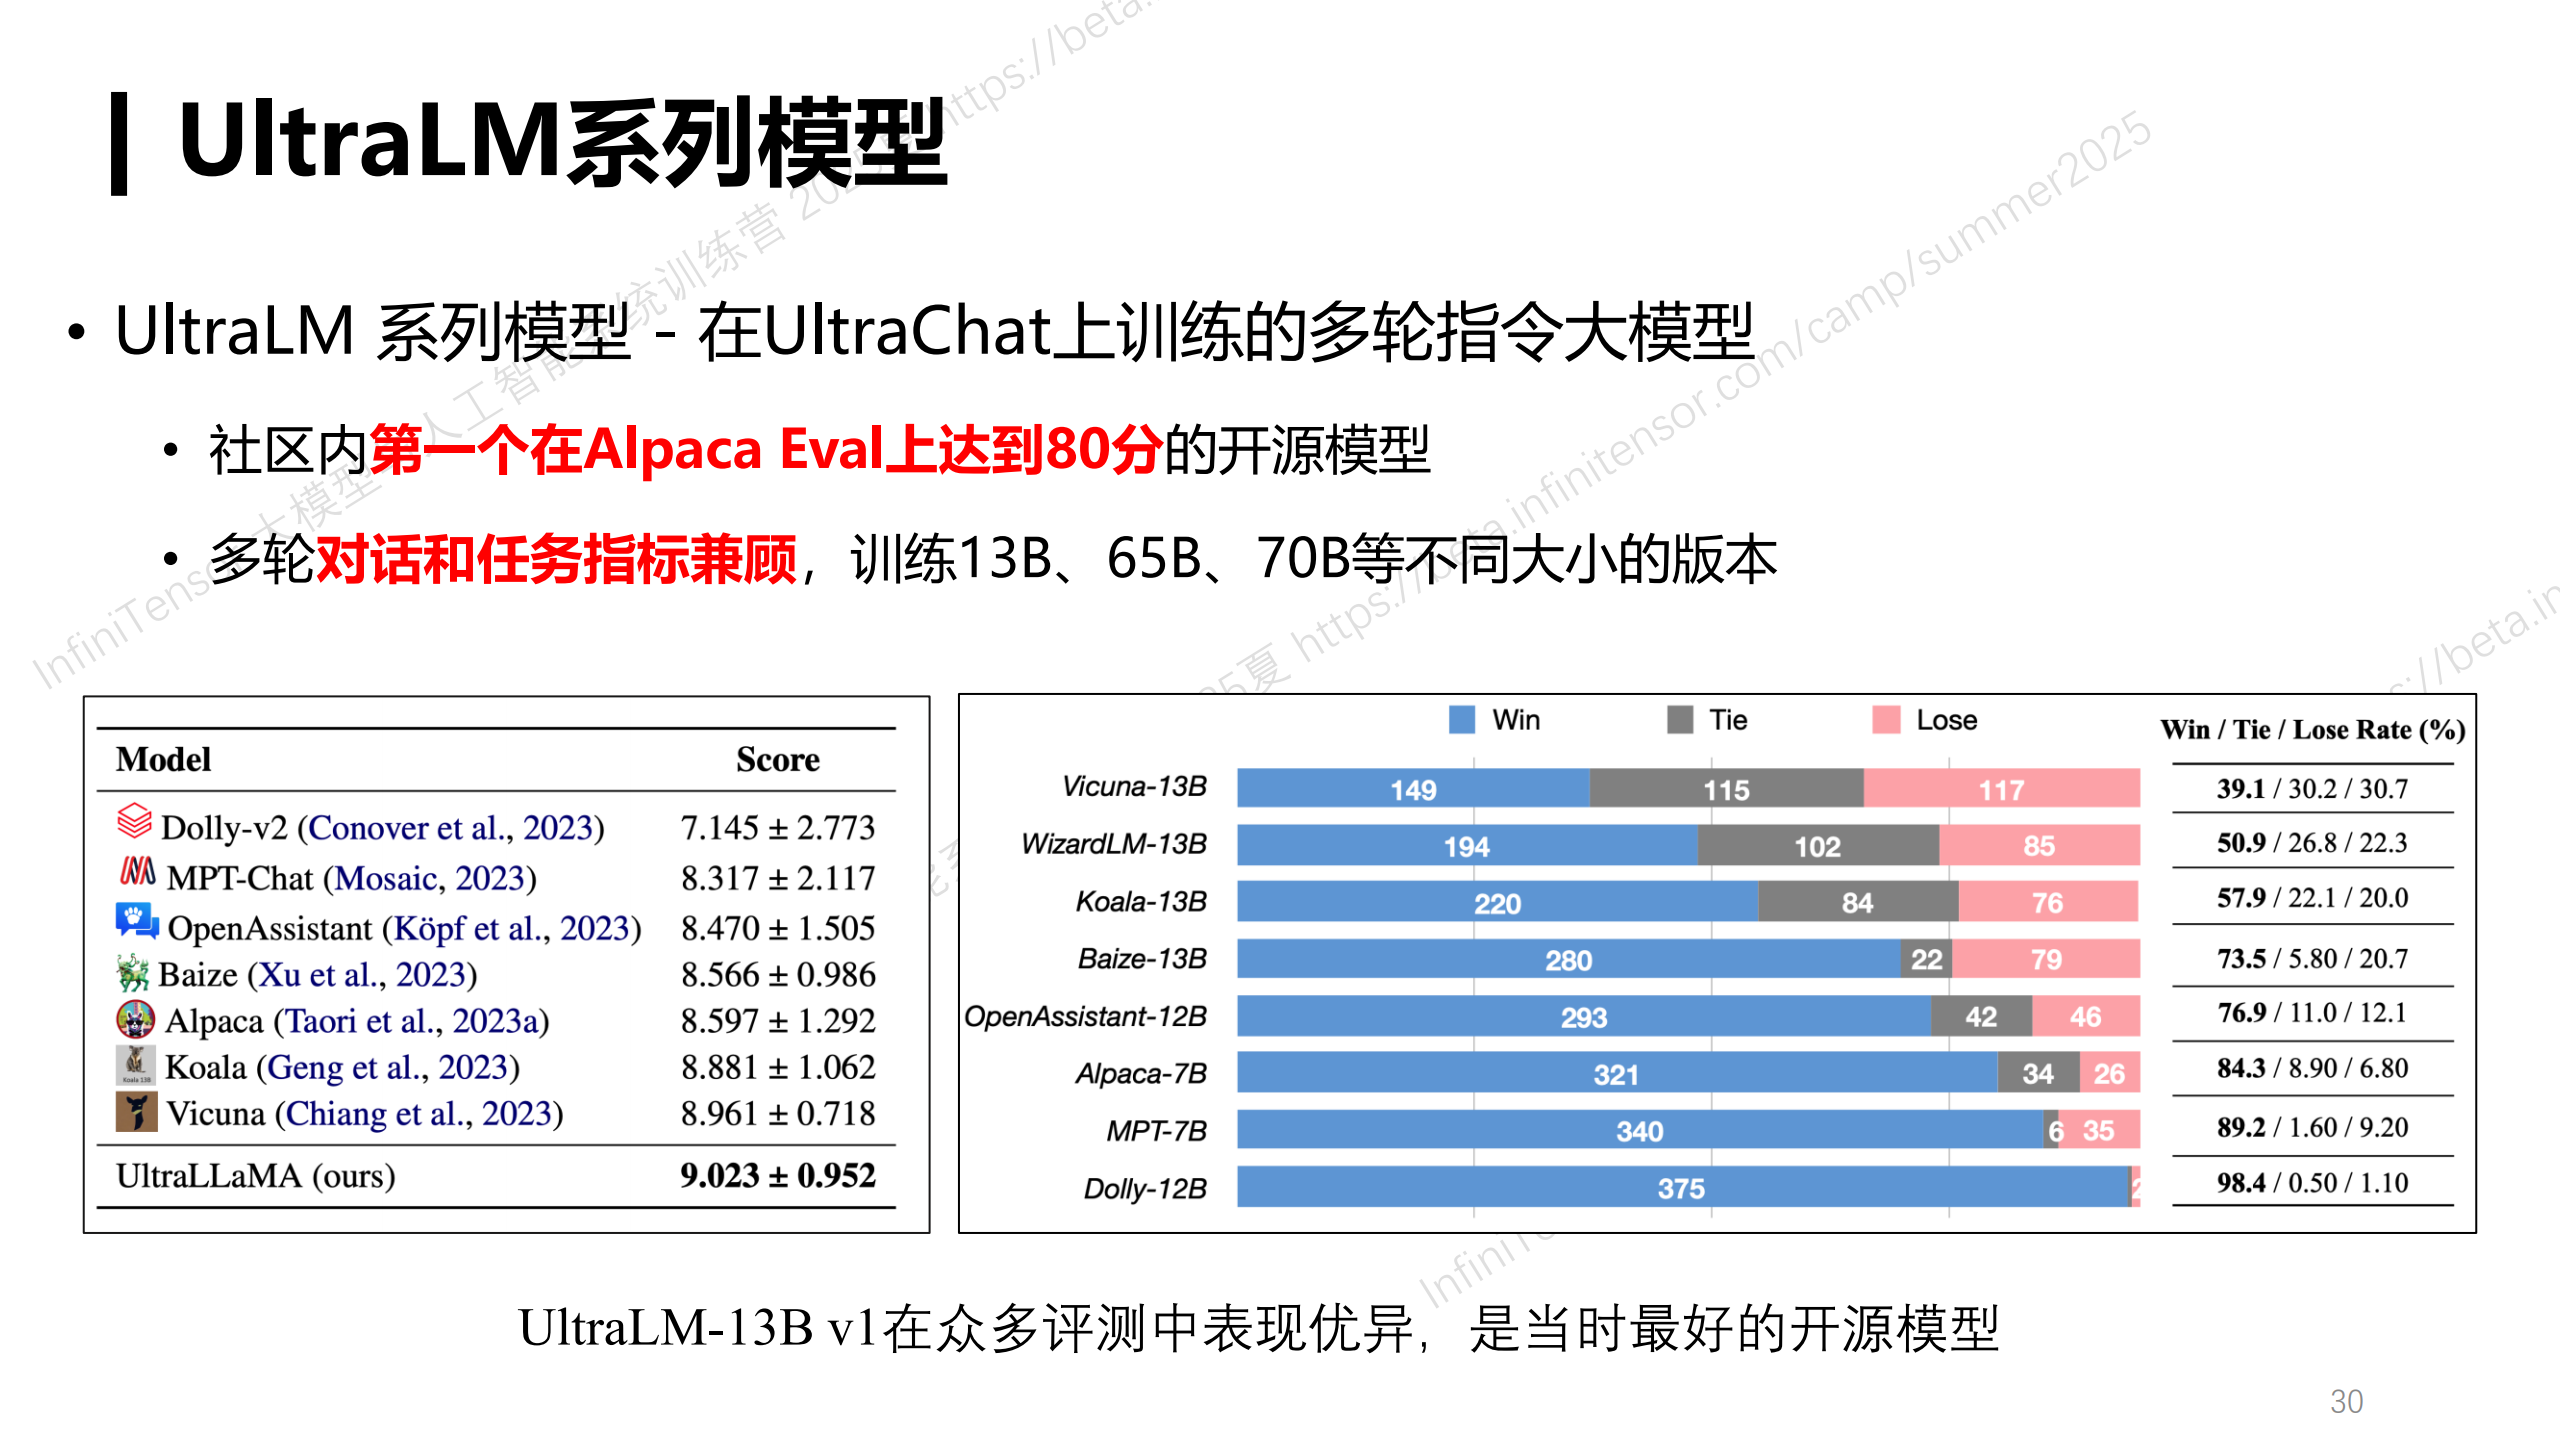 UltraLM系列模型
• UltraLM 系列模型 - 在UltraChat上训练的多轮指令大模型
• 社区内第一个在Alpaca Eval上达到80分的开源模型
• 多轮对话和任务指标兼顾，训练13B、65B、70B等不同大小的版本
Model Score
Dolly-v2 (Conover et al., 2023) 7.145 ± 2.773
MPT-Chat (Mosaic, 2023) 8.317 ± 2.117
OpenAssistant (Köpf et al., 2023) 8.470 ± 1.505
Baize (Xu et al., 2023) 8.566 ± 0.986
Alpaca (Taori et al., 2023a) 8.597 ± 1.292
Koala (Geng et al., 2023) 8.881 ± 1.062
Vicuna (Chiang et al., 2023) 8.961 ± 0.718
UltraLLaMA (ours) 9.023 ± 0.952
Win Tie Lose Win / Tie / Lose Rate (%)
Vicuna-13B 149 115 117 39.1 / 30.2 / 30.7
WizardLM-13B 194 102 85 50.9 / 26.8 / 22.3
Koala-13B 220 84 76 57.9 / 22.1 / 20.0
Baize-13B 280 22 79 73.5 / 5.80 / 20.7
OpenAssistant-12B 293 42 46 76.9 / 11.0 / 12.1
Alpaca-7B 321 34 26 84.3 / 8.90 / 6.80
MPT-7B 340 6 35 89.2 / 1.60 / 9.20
Dolly-12B 375 98.4 / 0.50 / 1.10
UltraLM-13B v1在众多评测中表现优异，是当时最好的开源模型
30